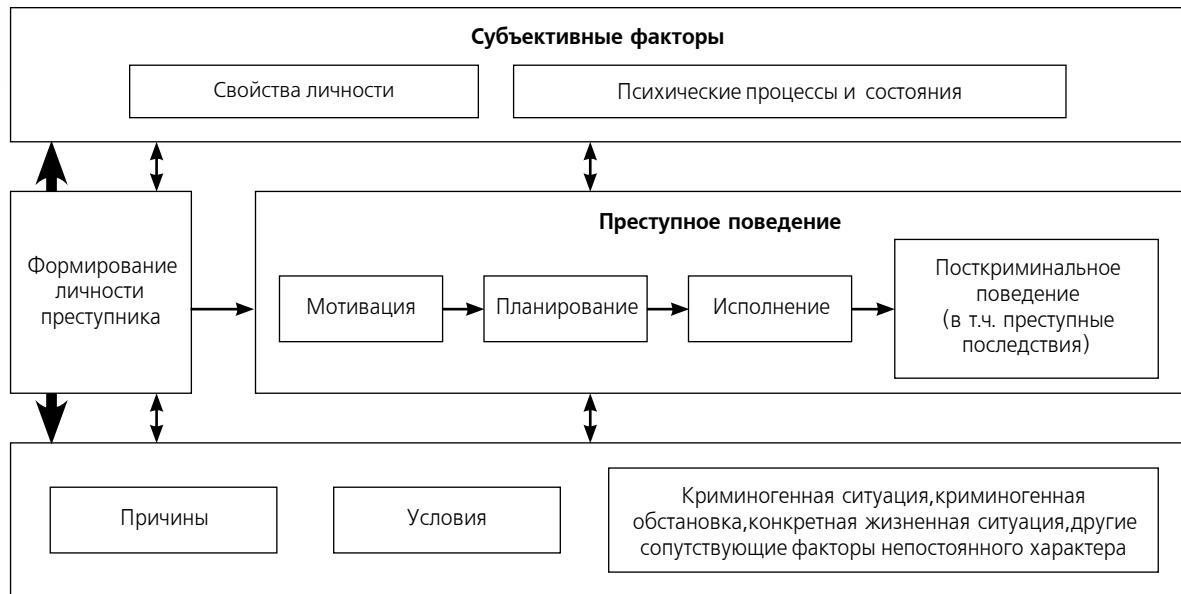 Субъективные факторы
Свойства личности
Психические процессы и состояния
Формирование
личности
преступника
Преступное поведение
Мотивация
Планирование
Исполнение
Посткриминальное
поведение
(в т.ч. преступные
последствия)
Причины
Условия
Криминогенная ситуация,криминогенная
обстановка,конкретная жизненная ситуация,другие
сопутствующие факторы непостоянного характера